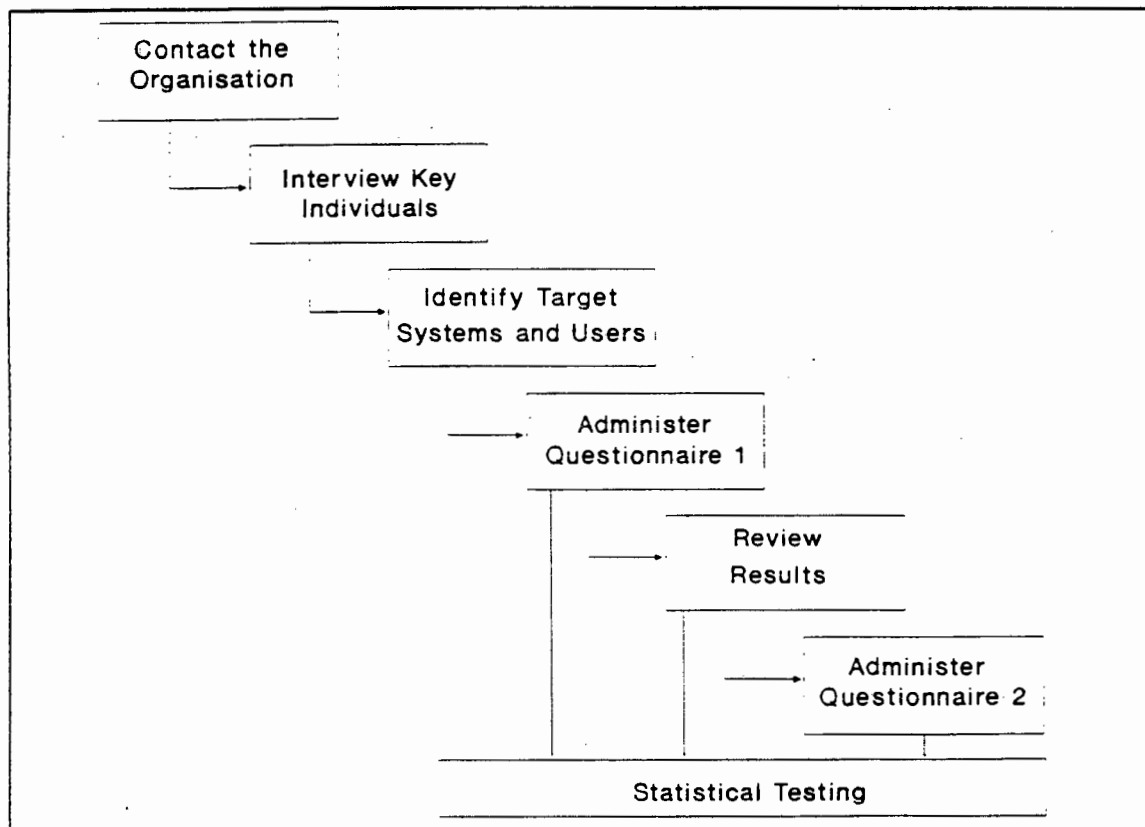 Contact the
Organisation
Interview Key
Individuals
Identify Target
Systems and Users
Administer
Questionnaire 1
Review
Results
Administer
Questionnaire 2
Statistical Testing